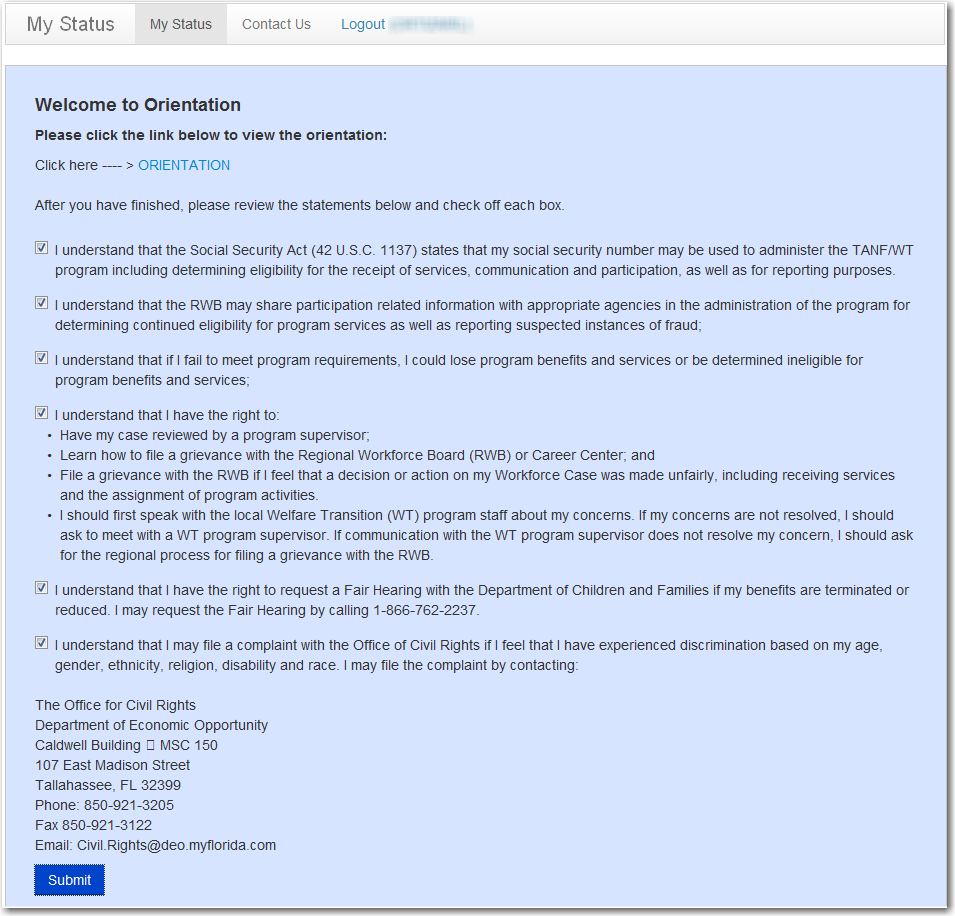 My Status My Status Contact Us Logout
Welcome to Orientation
Please click the link below to view the orientation:
Click here ---- > ORIENTATION
After you have finished, please review the statements below and check off each box.
I understand that the Social Security Act (42 U.S.C. 1137) states that my social security number may be used to administer the TANF/WT
program including determining eligibility for the receipt of services, communication and participation, as well as for reporting purposes.
I understand that the RWB may share participation related information with appropriate agencies in the administration of the program for
determining continued eligibility for program services as well as reporting suspected instances of fraud;
I understand that if I fail to meet program requirements, I could lose program benefits and services or be determined ineligible for
program benefits and services;
I understand that I have the right to:
• Have my case reviewed by a program supervisor;
• Learn how to file a grievance with the Regional Workforce Board (RWB) or Career Center; and
• File a grievance with the RWB if I feel that a decision or action on my Workforce Case was made unfairly, including receiving services
and the assignment of program activities.
• I should first speak with the local Welfare Transition (WT) program staff about my concerns. If my concerns are not resolved, I should
ask to meet with a WT program supervisor. If communication with the WT program supervisor does not resolve my concern, I should ask
for the regional process for filing a grievance with the RWB.
I understand that I have the right to request a Fair Hearing with the Department of Children and Families if my benefits are terminated or
reduced. I may request the Fair Hearing by calling 1-866-762-2237.
I understand that I may file a complaint with the Office of Civil Rights if I feel that I have experienced discrimination based on my age,
gender, ethnicity, religion, disability and race. I may file the complaint by contacting:
The Office for Civil Rights
Department of Economic Opportunity
Caldwell Building  MSC 150
107 East Madison Street
Tallahassee, FL 32399
Phone: 850-921-3205
Fax 850-921-3122
Email: Civil.Rights@deo.myflorida.com
Submit